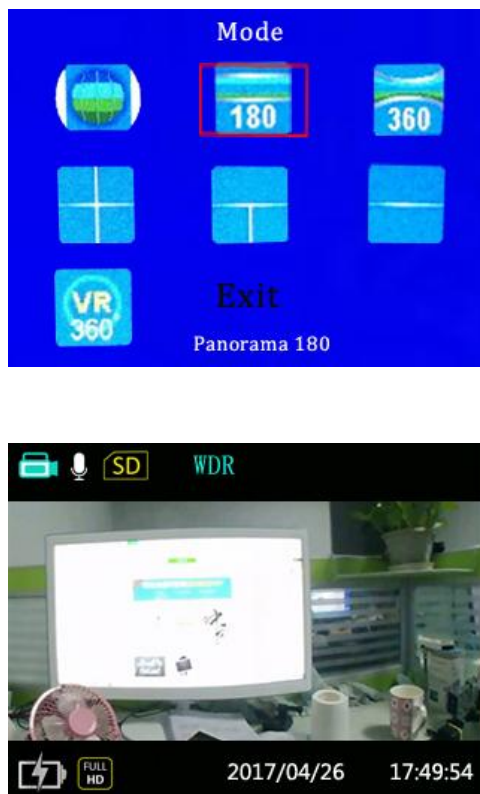 Mode
180
360
VR
360°
Exit
Panorama 180
SD
WDR
FULL
HD
2017/04/26
17:49:54